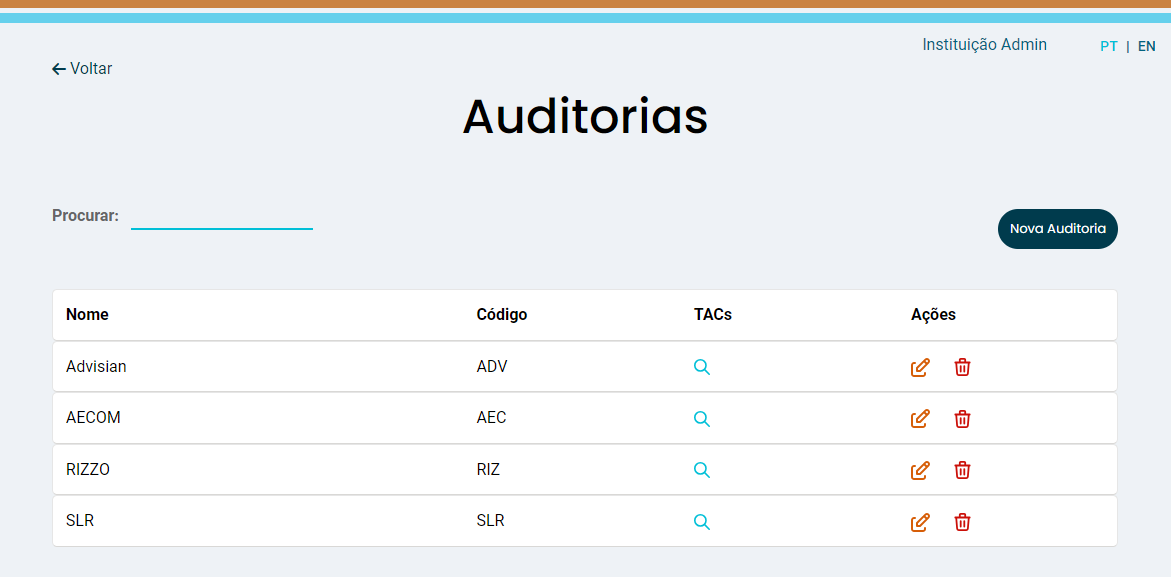 Instituição Admin PT | EN
Voltar
Auditorias
Procurar:
Nova Auditoria
Nome Código TACs Ações
Advisian ADV
AECOM AEC
RIZZO RIZ
SLR SLR